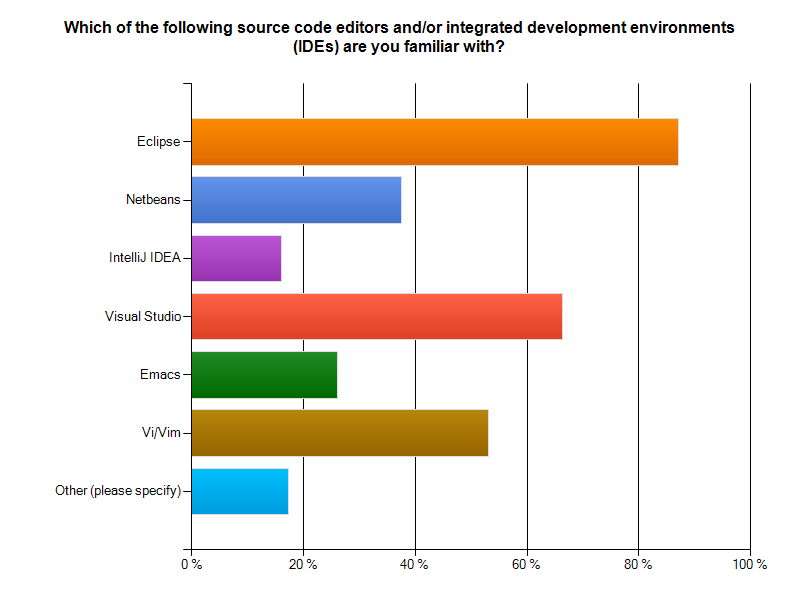 Which of the following source code editors and/or integrated development environments
(IDEs) are you familiar with?
Eclipse
Netbeans
IntelliJ IDEA
Visual Studio
Emacs
Vi/Vim
Other (please specify)
0 % 20 % 40 % 60 % 80 % 100 %